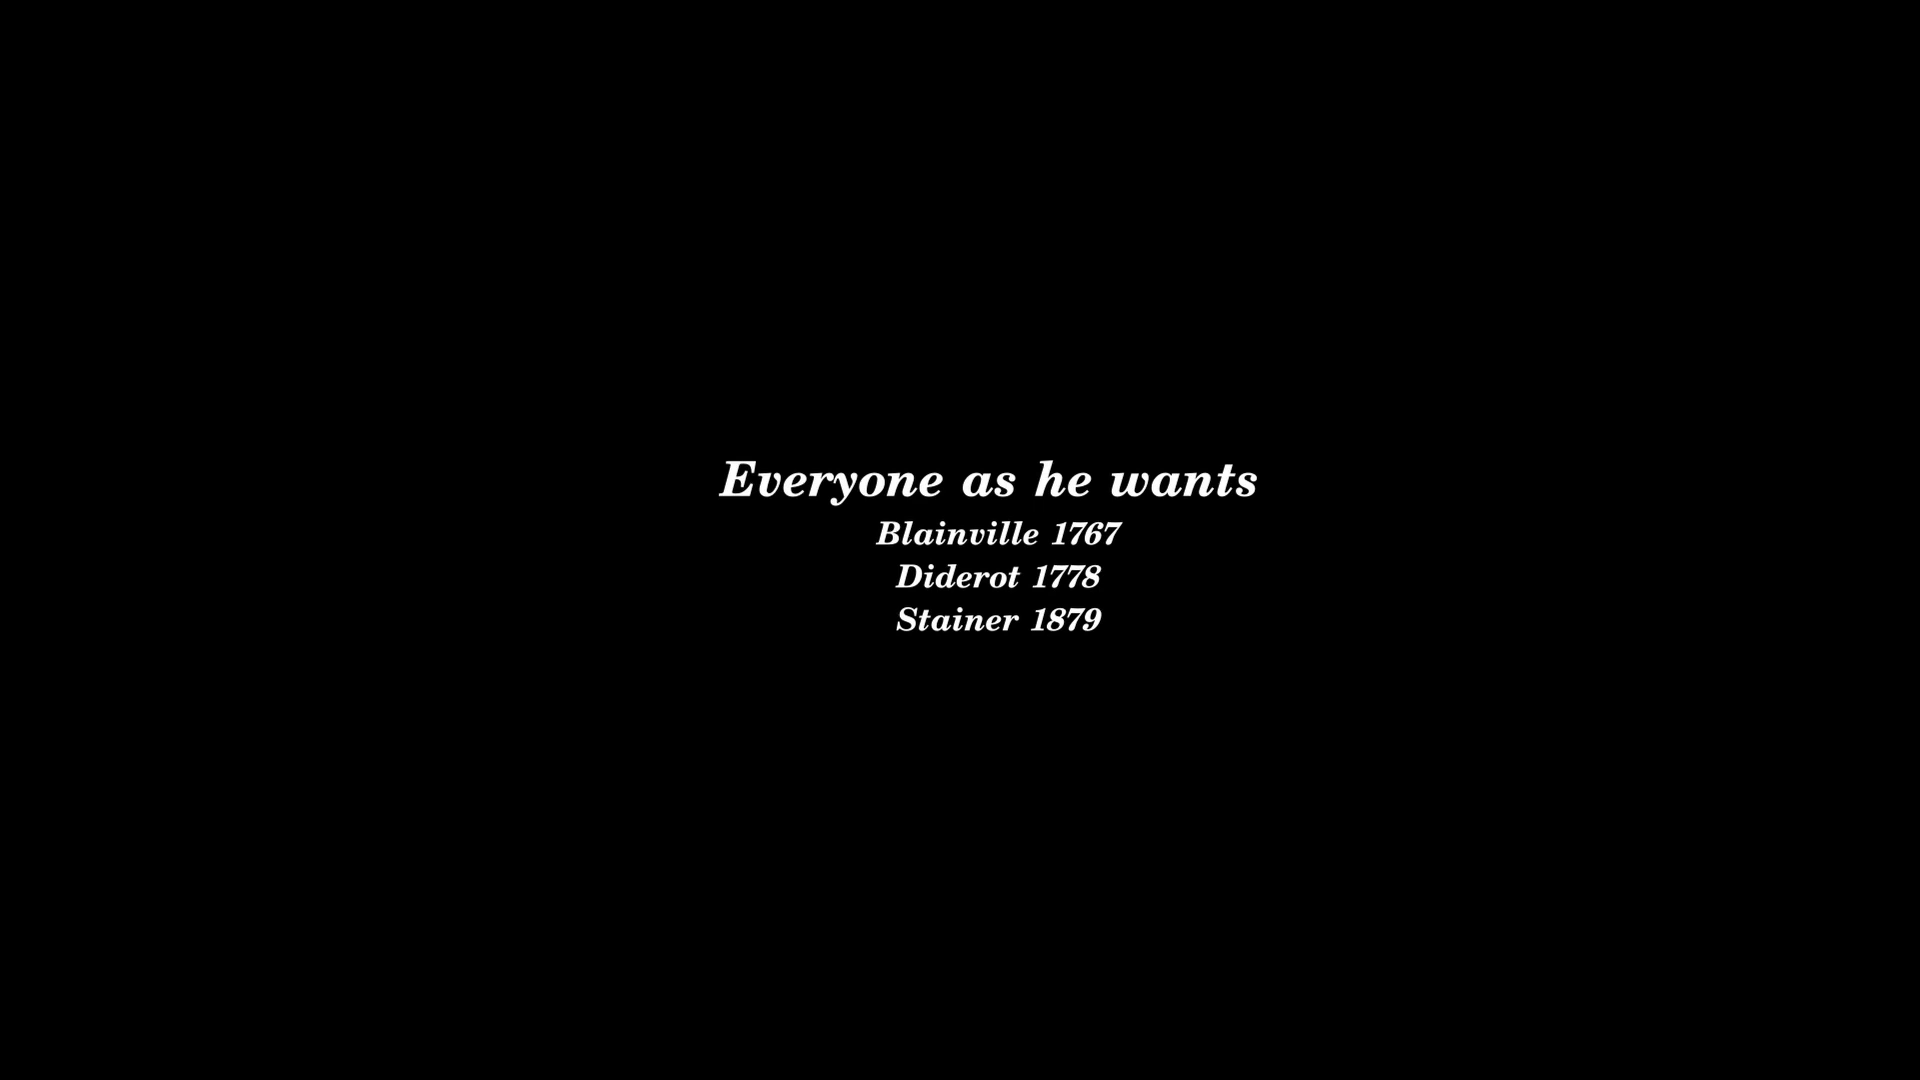 Everyone as he wants
Blainville 1767
Diderot 1778
Stainer 1879